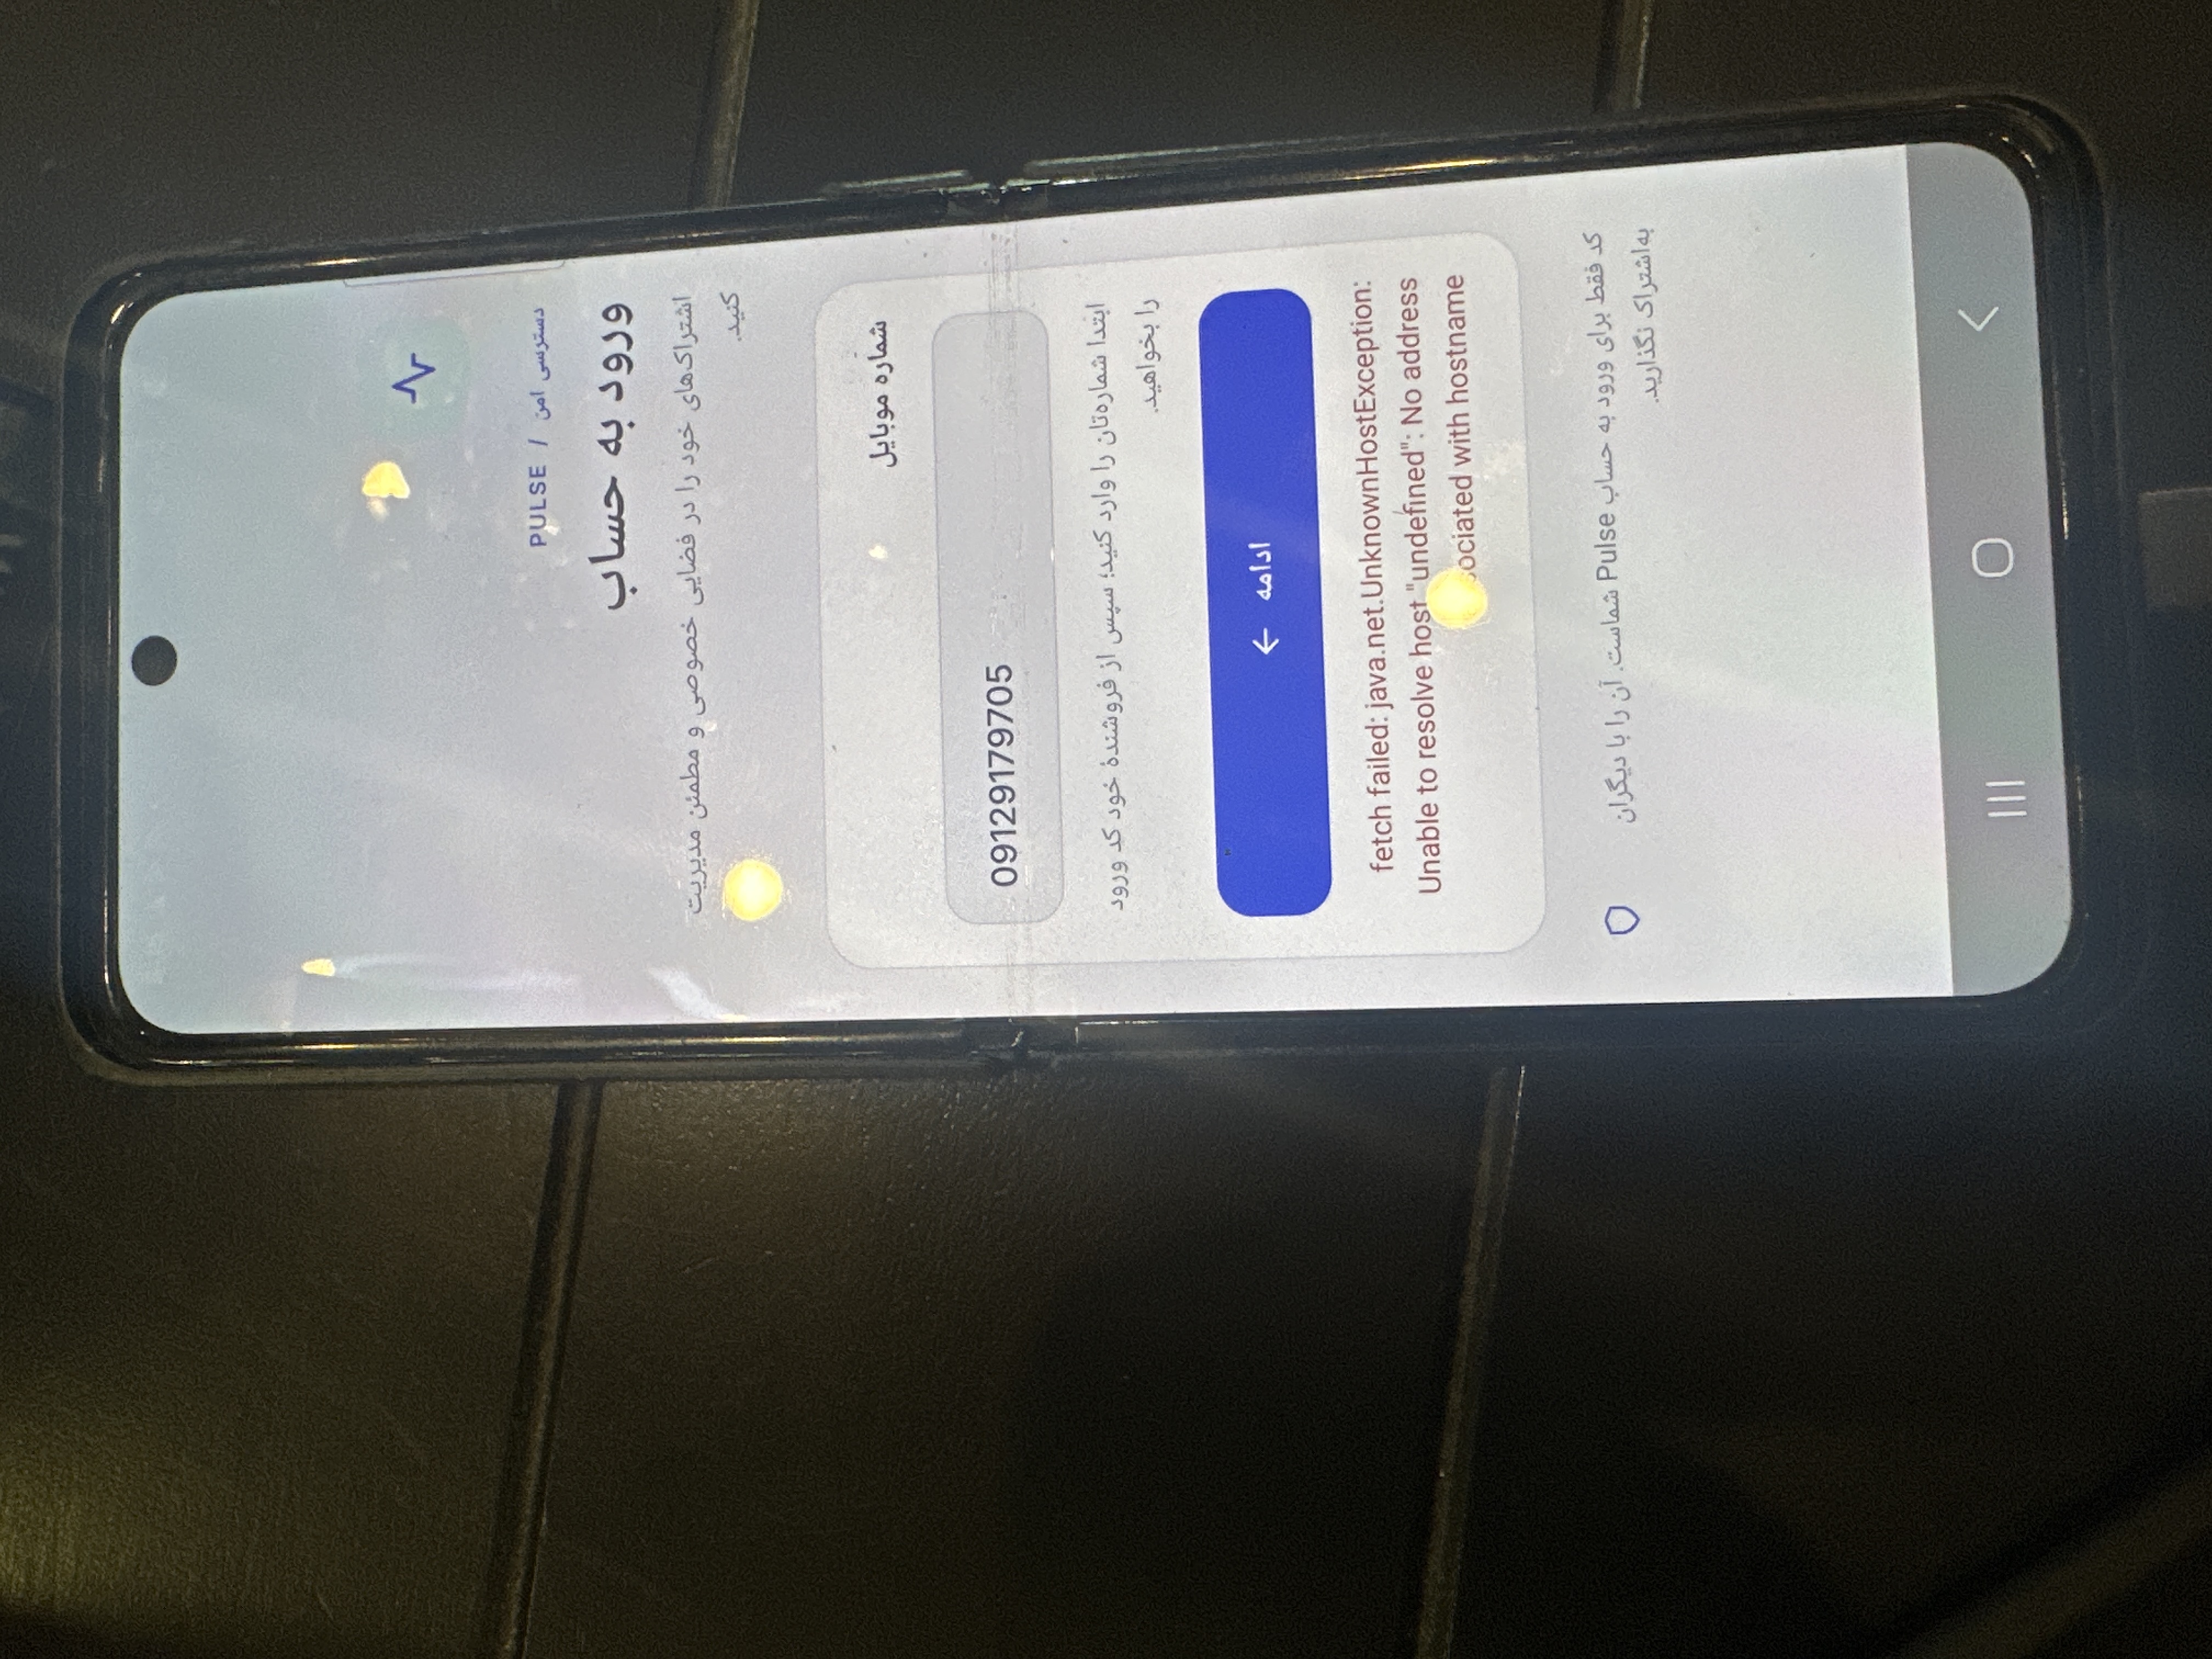 دسترسی امن / PULSE
ورود به حساب
اشتراک‌های خود را در فضایی خصوصی و مطمئن مدیریت
کنید.
شماره موبایل
09129179705
ابتدا شماره‌تان را وارد کنید؛ سپس از فروشندهٔ خود کد ورود
را بخواهید.
ادامه ←
fetch failed: java.net.UnknownHostException:
Unable to resolve host "undefined": No address
with hostname
کد فقط برای ورود به حساب Pulse شماست. آن را با دیگران
به‌اشتراک نگذارید.